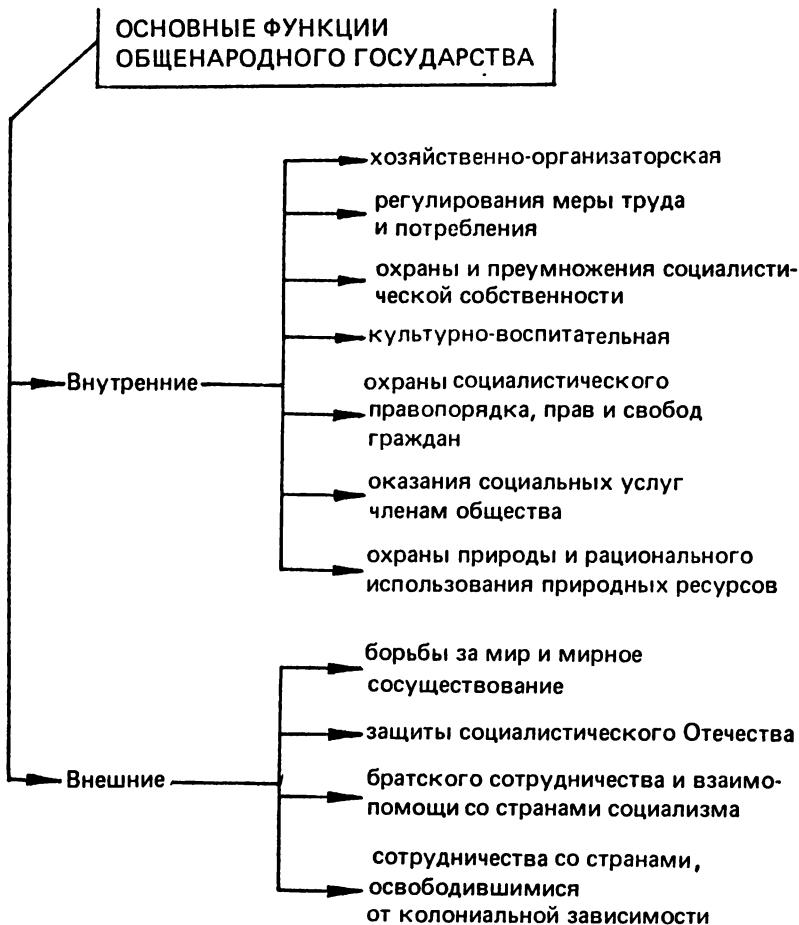 ОСНОВНЫЕ ФУНКЦИИ
ОБЩЕНАРОДНОГО ГОСУДАРСТВА
Внутренние
хозяйственно-организаторская
регулирования меры труда
и потребления
охраны и преумножения социалисти-
ческой собственности
культурно-воспитательная
охраны социалистического
правопорядка, прав и свобод
граждан
оказания социальных услуг
членам общества
охраны природы и рационального
использования природных ресурсов
Внешние
борьбы за мир и мирное
сосуществование
защиты социалистического Отечества
братского сотрудничества и взаимо-
помощи со странами социализма
сотрудничества со странами,
освободившимися
от колониальной зависимости